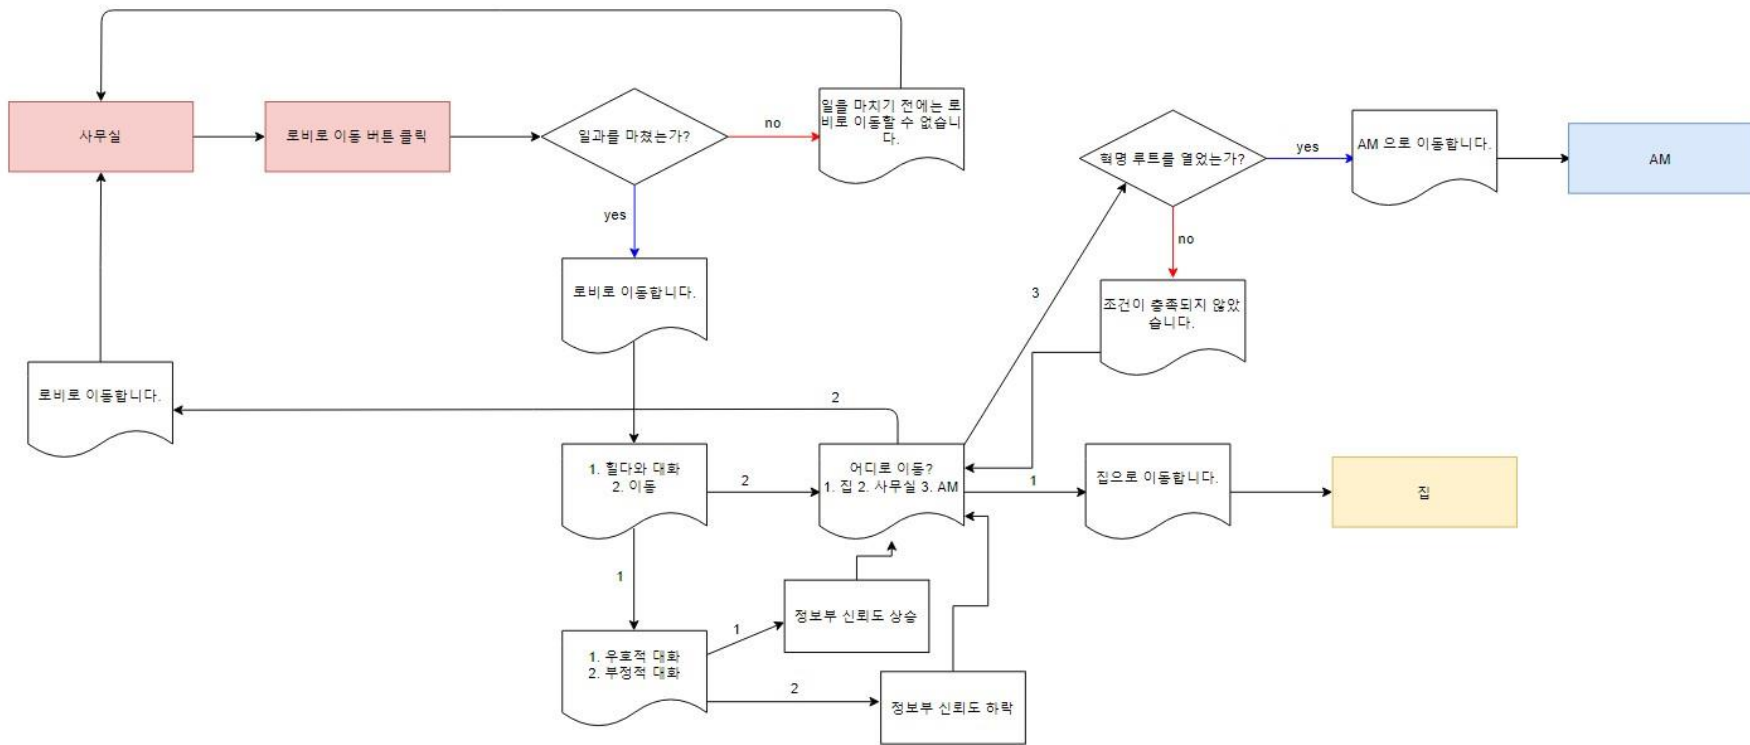 사무실
로비로 이동 버튼 클릭
일과를 마쳤는가?
no
일을 마치기 전에는 로
비로 이동할 수 없습니
다.
yes
로비로 이동합니다.
혁명 루트를 열었는가?
yes
AM 으로 이동합니다.
AM
no
조건이 충족되지 않았
습니다.
3
로비로 이동합니다.
2
1. 힐다와 대화
2. 이동
2
어디로 이동?
1. 집 2. 사무실 3. AM
1
집으로 이동합니다.
집
1
1. 우호적 대화
2. 부정적 대화
1
정보부 신뢰도 상승
2
정보부 신뢰도 하락